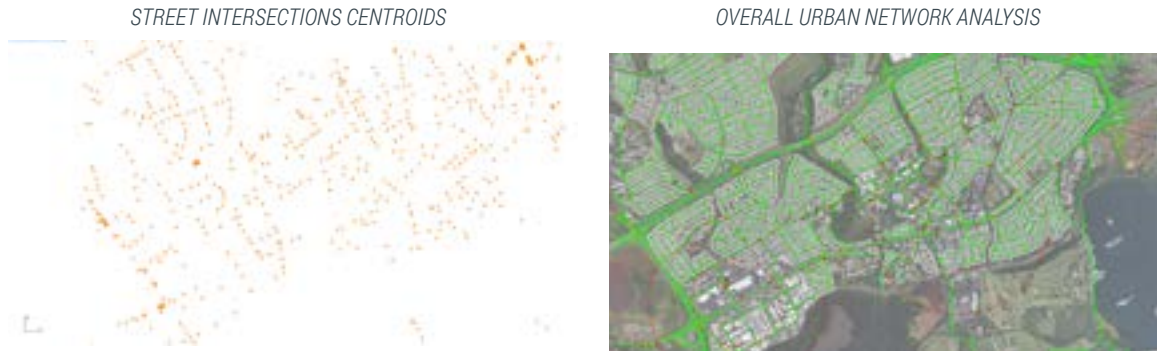 STREET INTERSECTIONS CENTROIDS
OVERALL URBAN NETWORK ANALYSIS